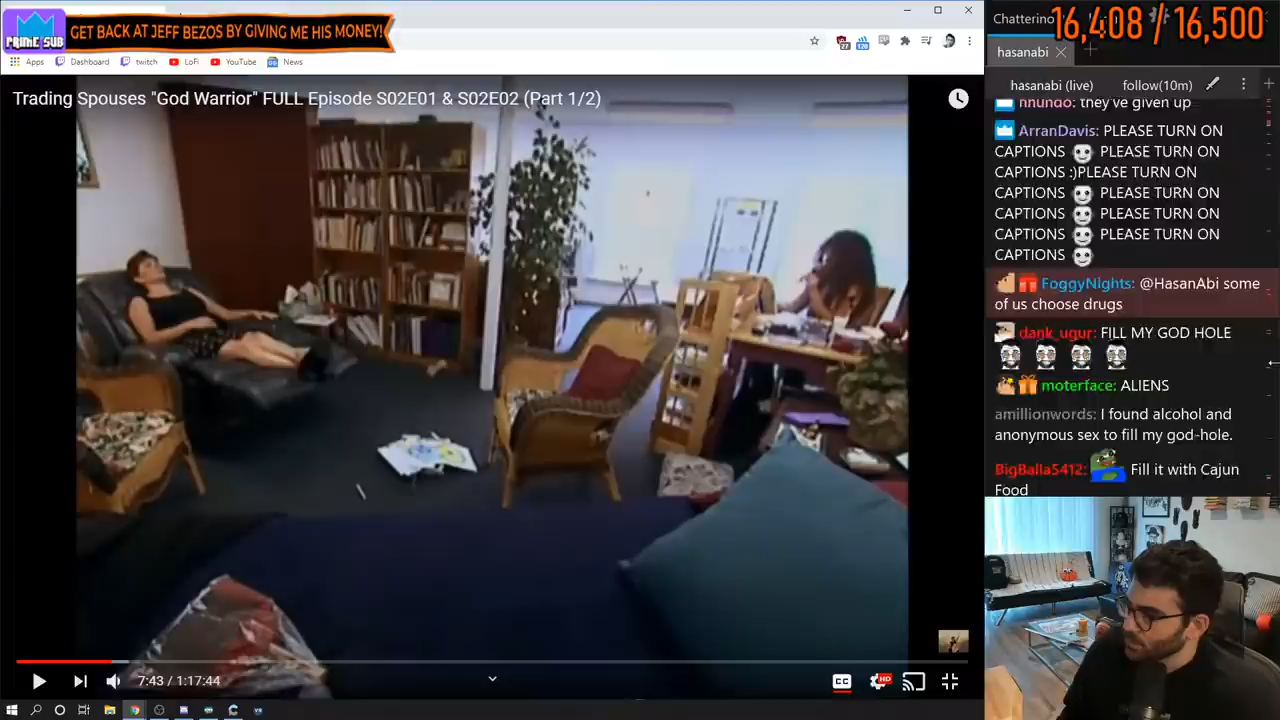 PRIME SUB
GET BACK AT JEFF BEZOS BY GIVING ME HIS MONEY!
Apps
Dashboard
twitch
LoFi
YouTube
News
27
120
Trading Spouses "God Warrior" FULL Episode S02E01 & S02E02 (Part 1/2)
7:43 / 1:17:44
CC
HD
Chatterino
16,408 / 16,500
hasanabi
hasanabi (live)
follow(10m)
nhundo: they've given up
ArranDavis: PLEASE TURN ON
CAPTIONS PLEASE TURN ON
CAPTIONS :)PLEASE TURN ON
CAPTIONS PLEASE TURN ON
CAPTIONS PLEASE TURN ON
CAPTIONS PLEASE TURN ON
CAPTIONS
FoggyNIghts: @HasanAbi some
of us choose drugs
dank_ugur: FILL MY GOD HOLE
moterface: ALIENS
amillionwords: I found alcohol and
anonymous sex to fill my god-hole.
BigBalla5412: Fill it with Cajun
Food